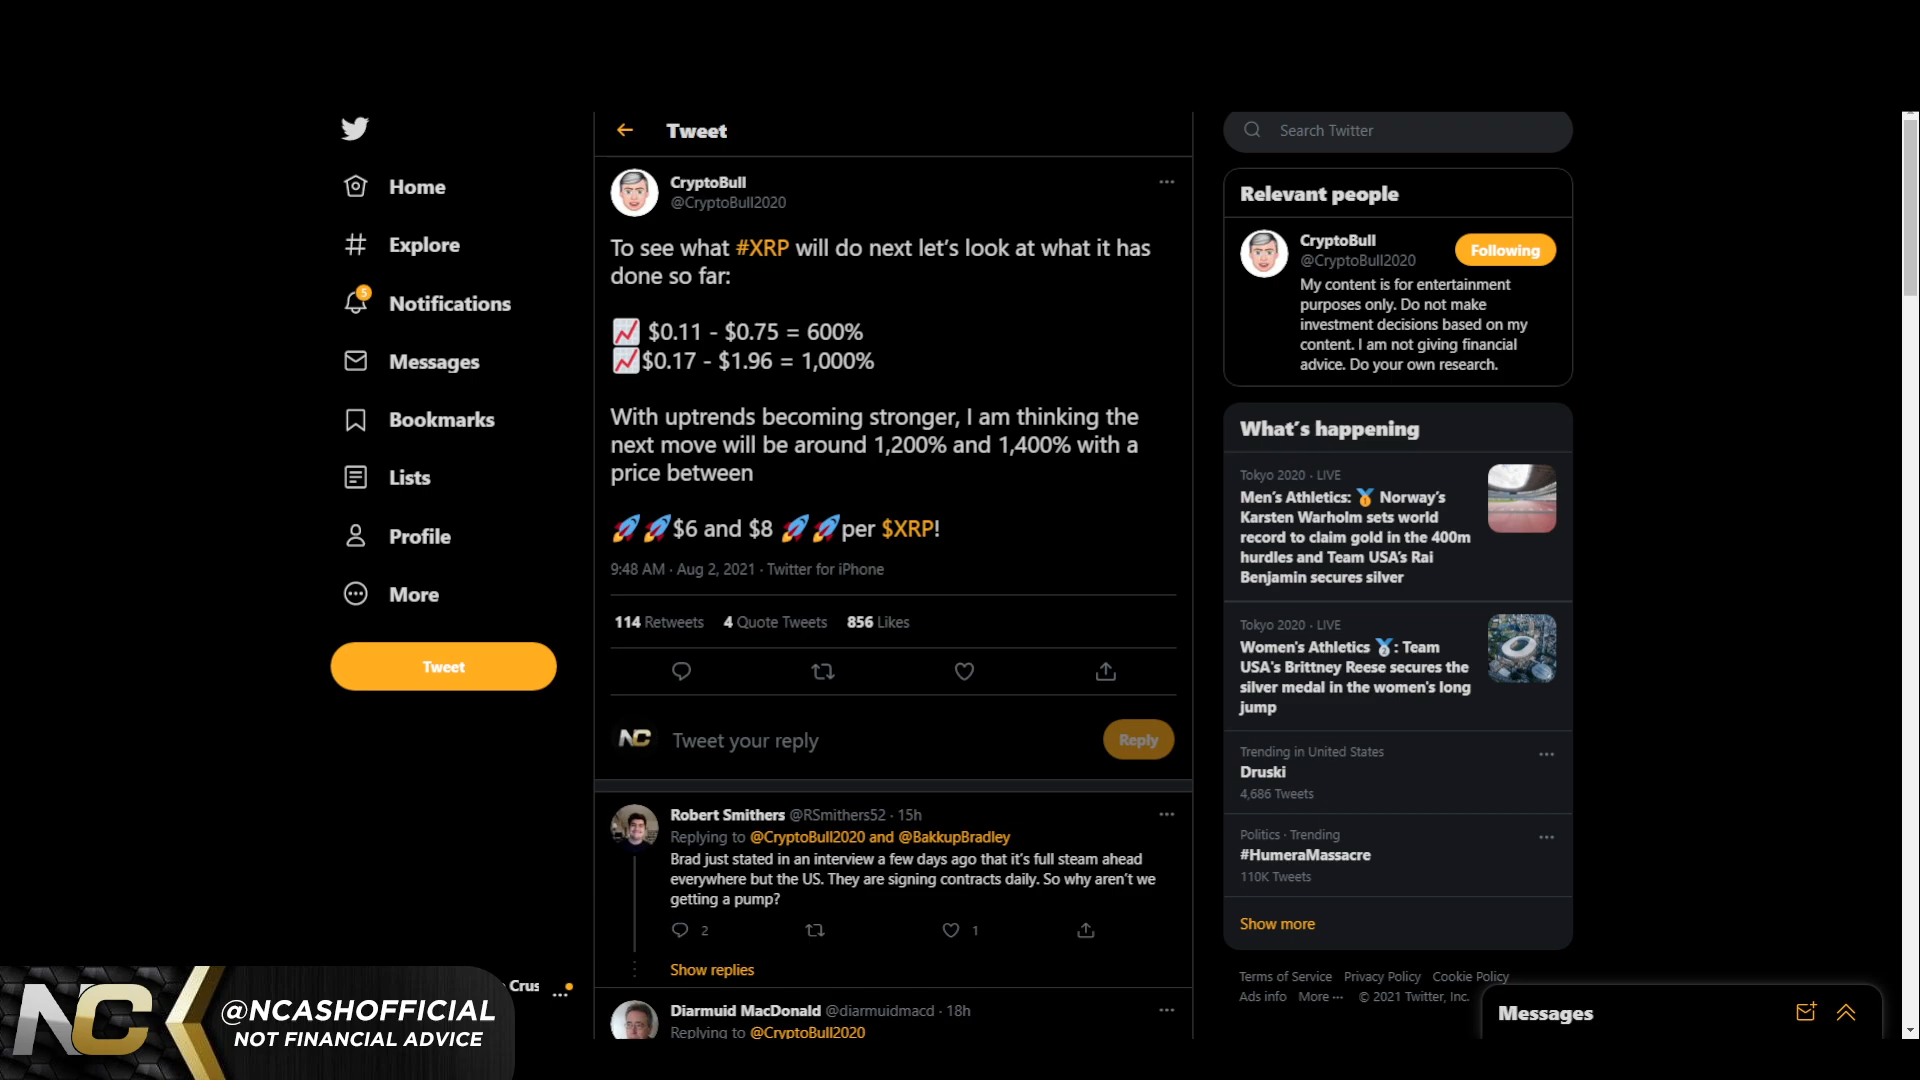 Home
Explore
5
Notifications
Messages
Bookmarks
Lists
Profile
More
Tweet
Tweet
CryptoBull
@CryptoBull2020
To see what #XRP will do next let's look at what it has
done so far:
📈 $0.11 - $0.75 = 600%
📈$0.17 - $1.96 = 1,000%
With uptrends becoming stronger, I am thinking the
next move will be around 1,200% and 1,400% with a
price between
🚀🚀$6 and $8 🚀🚀per $XRP!
9:48 AM · Aug 2, 2021 · Twitter for iPhone
114 Retweets 4 Quote Tweets 856 Likes
NC Tweet your reply Reply
Robert Smithers @RSmithers52 · 15h
Replying to @CryptoBull2020 and @BakkupBradley
Brad just stated in an interview a few days ago that it's full steam ahead
everywhere but the US. They are signing contracts daily. So why aren't we
getting a pump?
2 1
Show replies
Diarmuid MacDonald @diarmuidmacd · 18h
Replying to @CryptoBull2020
Search Twitter
Relevant people
CryptoBull
@CryptoBull2020
Following
My content is for entertainment
purposes only. Do not make
investment decisions based on my
content. I am not giving financial
advice. Do your own research.
What's happening
Tokyo 2020 · LIVE
Men's Athletics: 🥇 Norway's
Karsten Warholm sets world
record to claim gold in the 400m
hurdles and Team USA's Rai
Benjamin secures silver
Tokyo 2020 · LIVE
Women's Athletics 🥈: Team
USA's Brittney Reese secures the
silver medal in the women's long
jump
Trending in United States
Druski
4,686 Tweets
Politics · Trending
#HumeraMassacre
110K Tweets
Show more
Terms of Service Privacy Policy Cookie Policy
Ads info More ··· © 2021 Twitter, Inc.
Messages
Crus
NC
@NCASHOFFICIAL
NOT FINANCIAL ADVICE